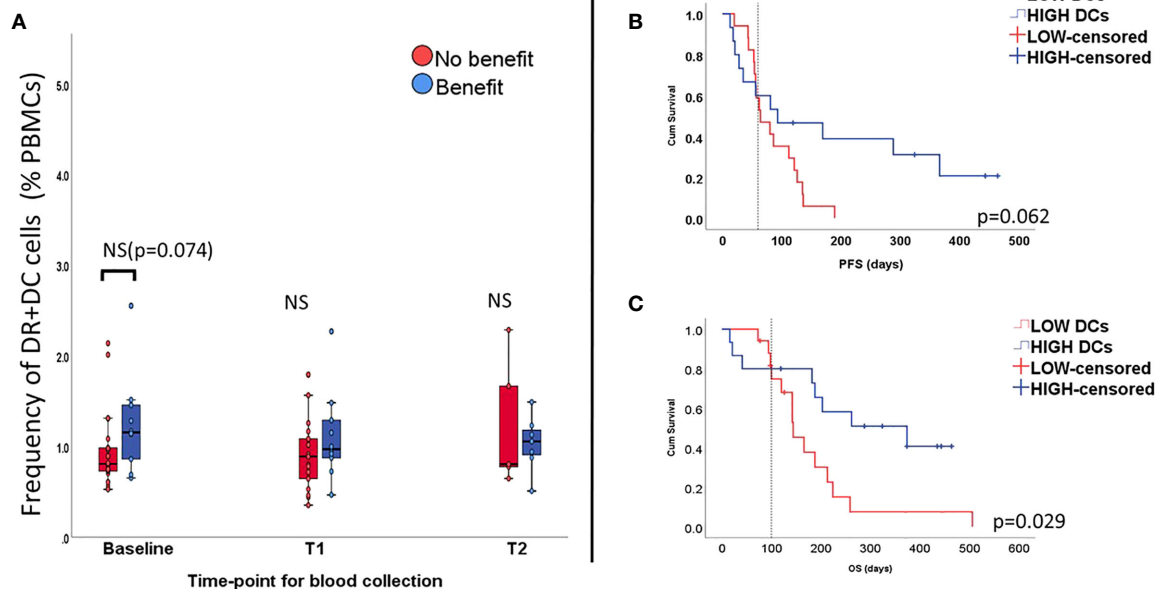 A
Frequency of DR+DC cells (% PBMCs)
5.0
4.0
3.0
2.0
1.0
.0
No benefit
Benefit
NS(p=0.074)
NS
NS
Baseline
T1
T2
Time-point for blood collection
B
Cum Survival
1.0
0.8
0.6
0.4
0.2
0.0
0
100
200
300
400
500
PFS (days)
HIGH DCs
LOW-censored
HIGH-censored
p=0.062
C
Cum Survival
1.0
0.8
0.6
0.4
0.2
0.0
0
100
200
300
400
500
600
OS (days)
LOW DCs
HIGH DCs
LOW-censored
HIGH-censored
p=0.029